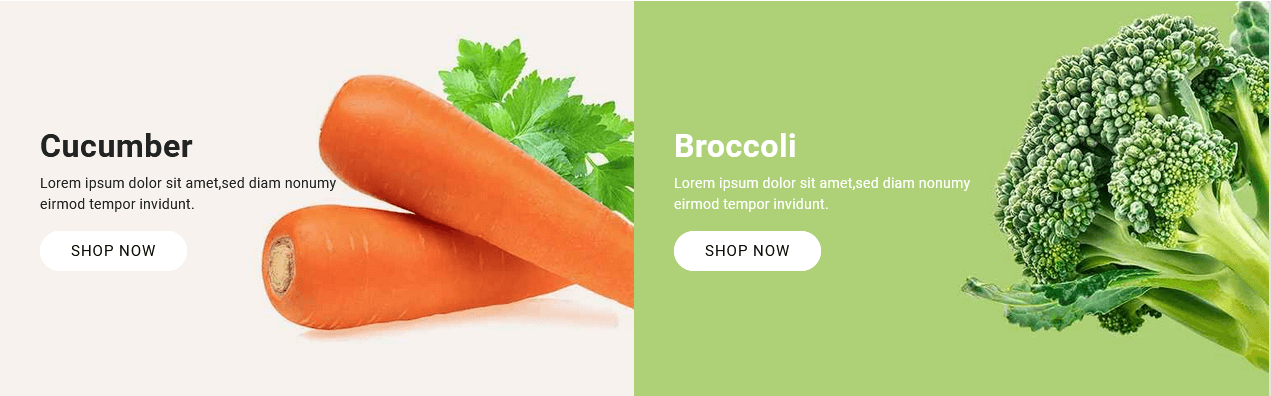 Cucumber
Lorem ipsum dolor sit amet,sed diam nonumy
eirmod tempor invidunt.
SHOP NOW
Broccoli
Lorem ipsum dolor sit amet,sed diam nonumy
eirmod tempor invidunt.
SHOP NOW